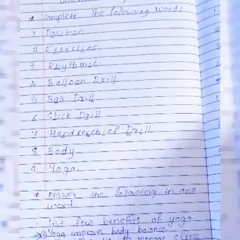 * Complete the following words
1 Position
2 Exercises
3 Rhythmic
4 Balloon Drill
5 Ball Drill
6 Stick Drill
7 Handkerchief Drill
8 Body
9 Yoga
* Answer the following in one
word
1 List few benefits of yoga
Yoga improves body balance